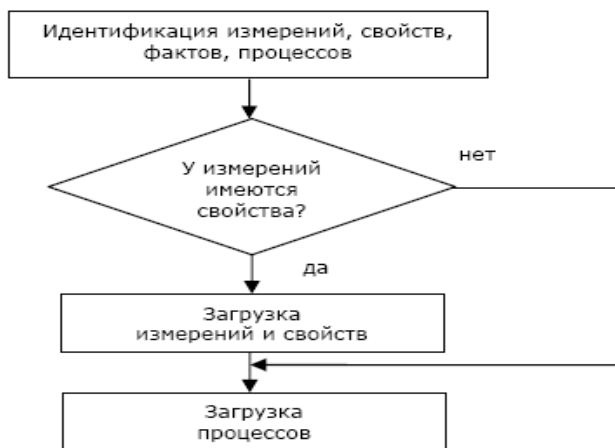 Идентификация измерений, свойств,
фактов, процессов
У измерений
имеются
свойства?
нет
да
Загрузка
измерений и свойств
Загрузка
процессов